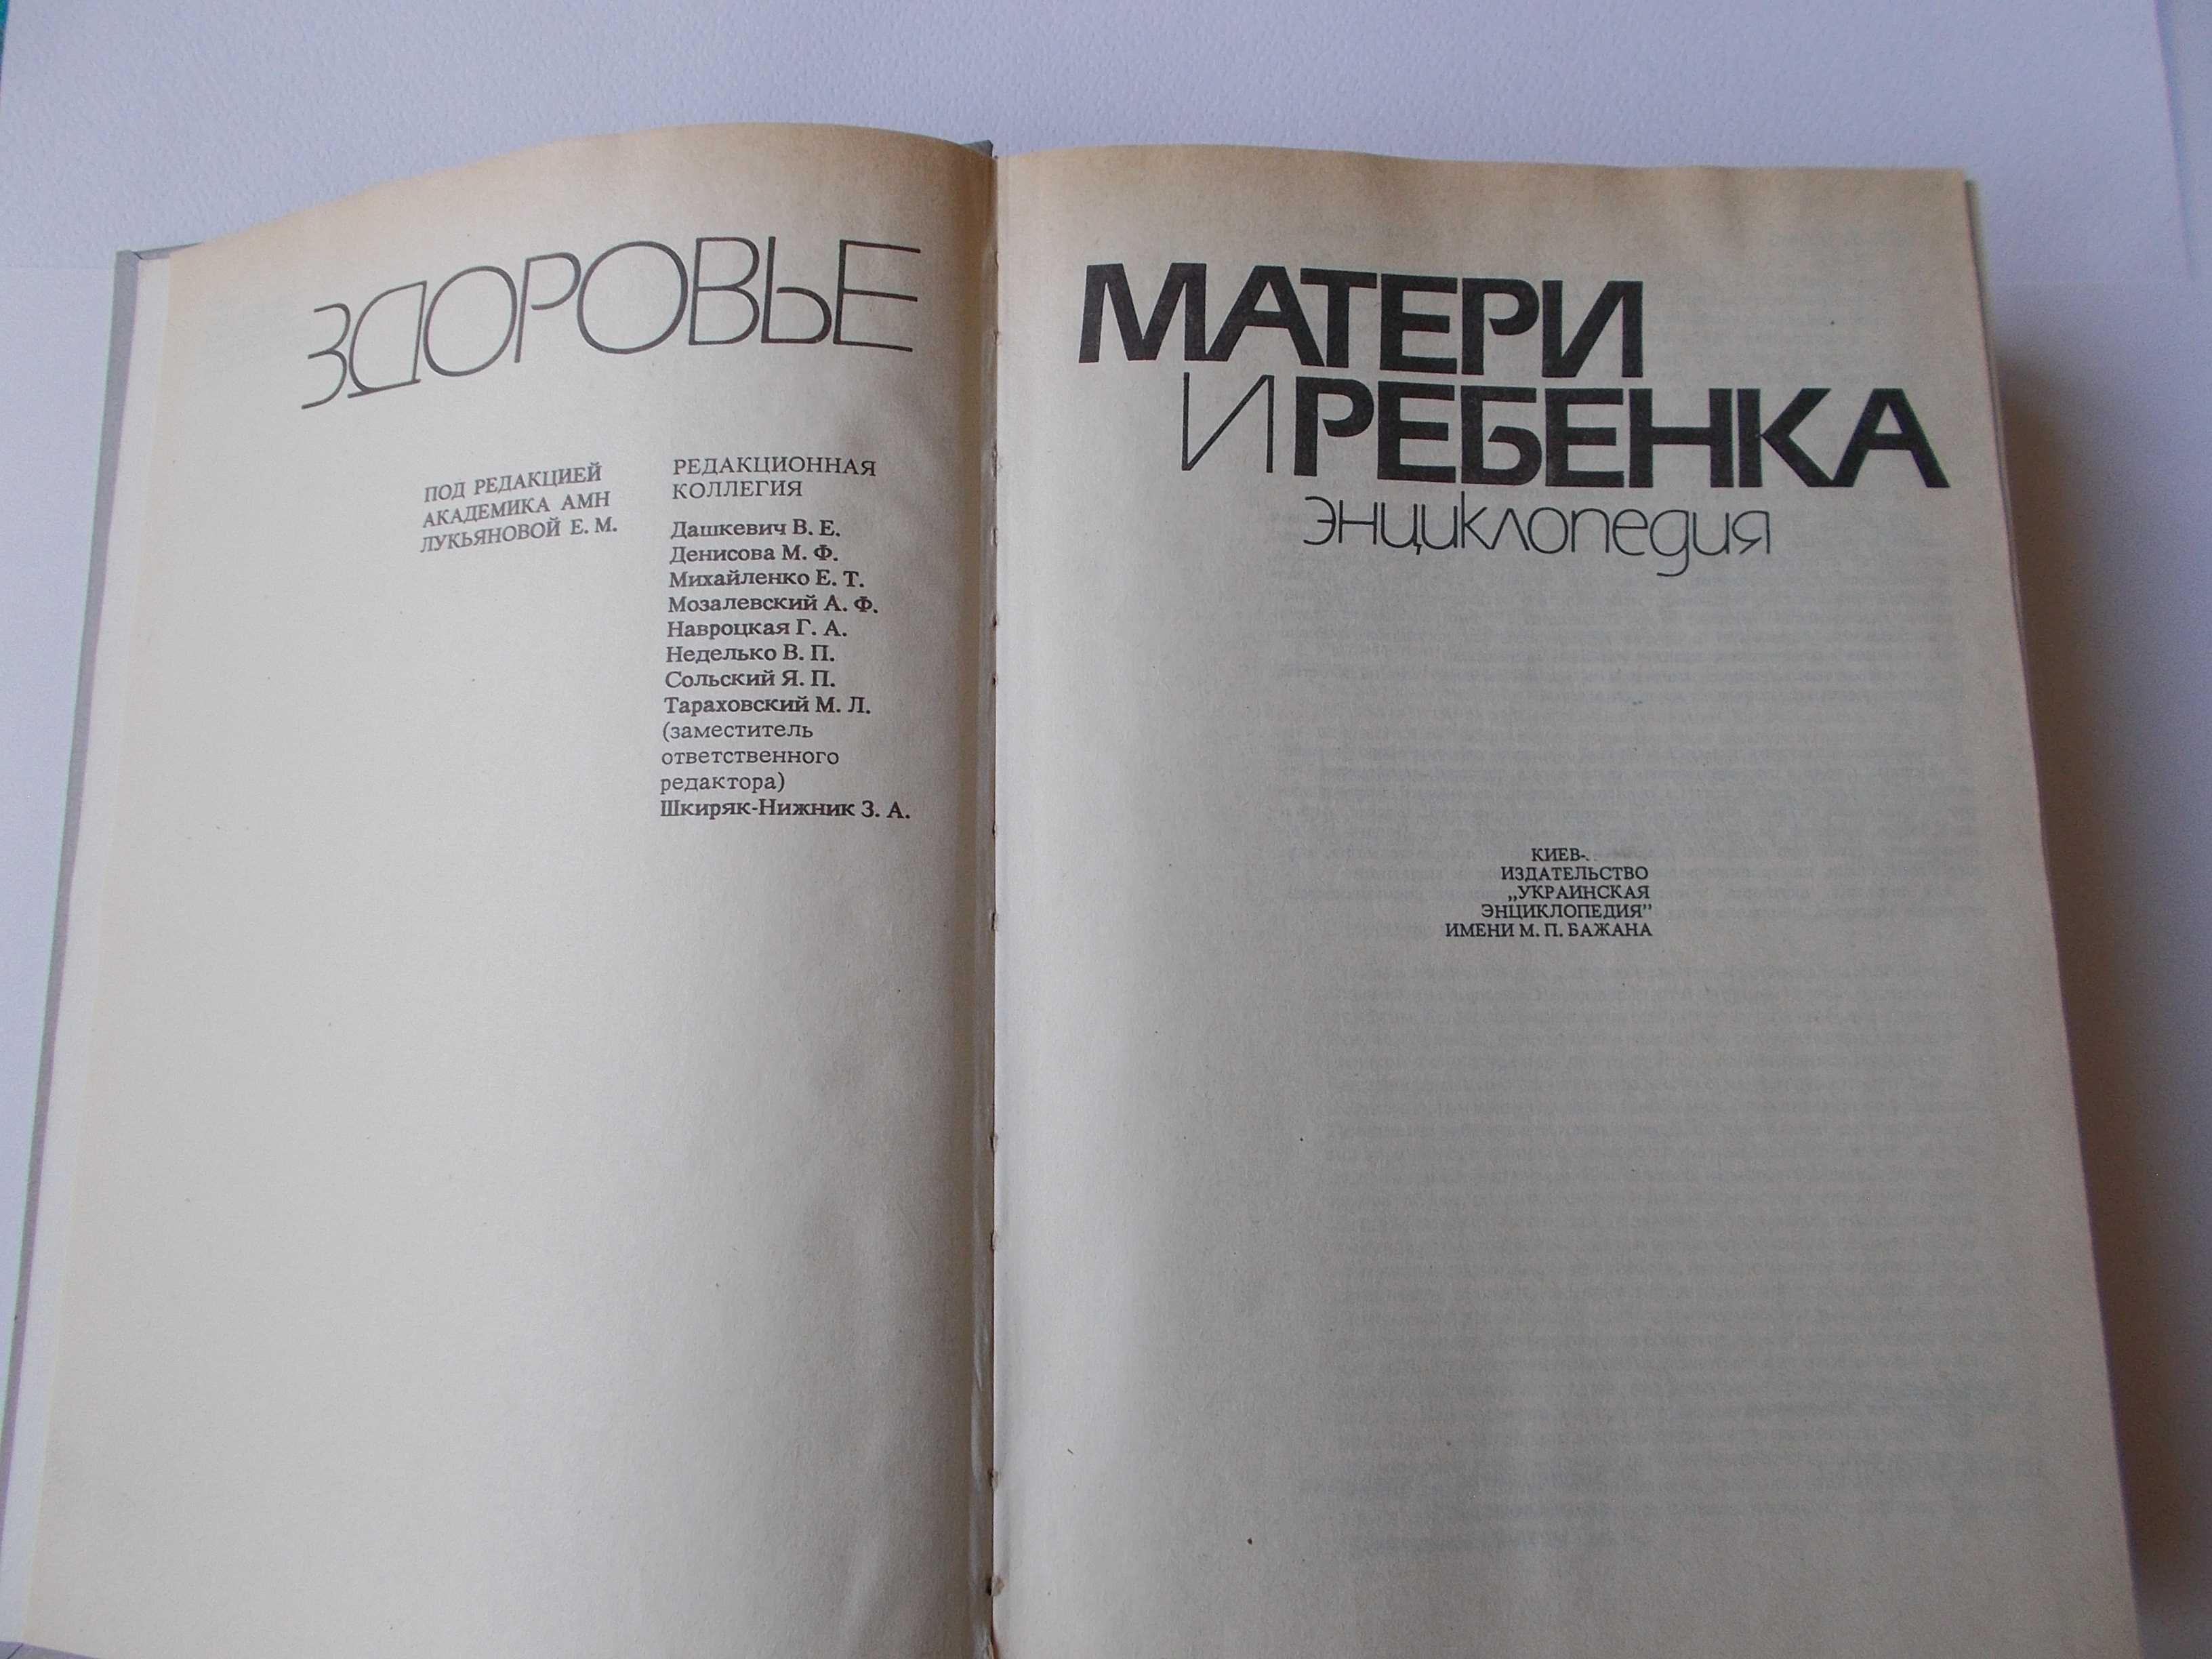 ЗДОРОВЬЕ
ПОД РЕДАКЦИЕЙ
АКАДЕМИКА АМН
ЛУКЬЯНОВОЙ Е. М.
РЕДАКЦИОННАЯ
КОЛЛЕГИЯ
Дашкевич В. Е.
Денисова М. Ф.
Михайленко Е. Т.
Мозалевский А. Ф.
Навроцкая Г. А.
Неделько В. П.
Сольский Я. П.
Тараховский М. Л.
(заместитель
ответственного
редактора)
Шкиряк-Нижник З. А.
МАТЕРИ
И РЕБЕНКА
ЭНЦИКЛОПЕДИЯ
КИЕВ-
ИЗДАТЕЛЬСТВО
„УКРАИНСКАЯ
ЭНЦИКЛОПЕДИЯ”
ИМЕНИ М. П. БАЖАНА